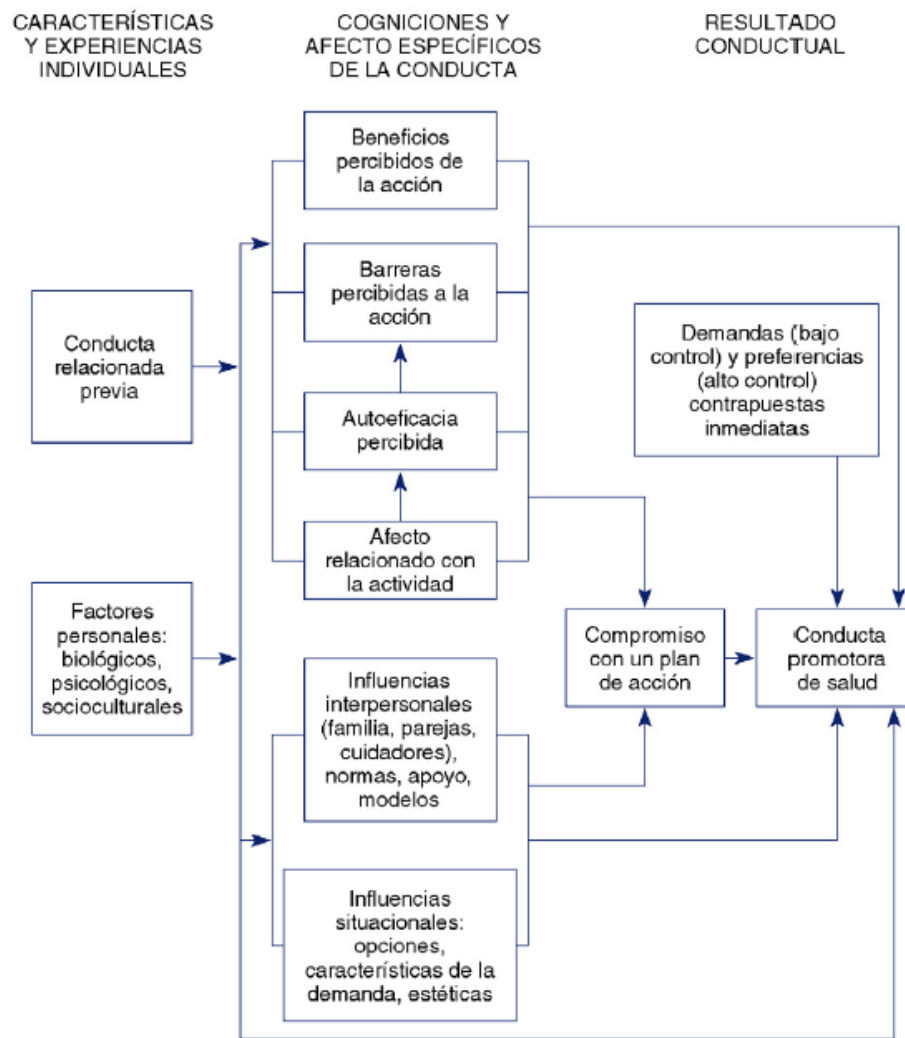 CARACTERÍSTICAS
Y EXPERIENCIAS
INDIVIDUALES
COGNICIONES Y
AFECTO ESPECÍFICOS
DE LA CONDUCTA
RESULTADO
CONDUCTUAL
Beneficios
percibidos de
la acción
Barreras
percibidas a la
acción
Conducta
relacionada
previa
Demandas (bajo
control) y preferencias
(alto control)
contrapuestas
inmediatas
Autoeficacia
percibida
Afecto
relacionado con
la actividad
Factores
personales:
biológicos,
psicológicos,
socioculturales
Compromiso
con un plan
de acción
Conducta
promotora
de salud
Influencias
interpersonales
(familia, parejas,
cuidadores),
normas, apoyo,
modelos
Influencias
situacionales:
opciones,
características de la
demanda, estéticas